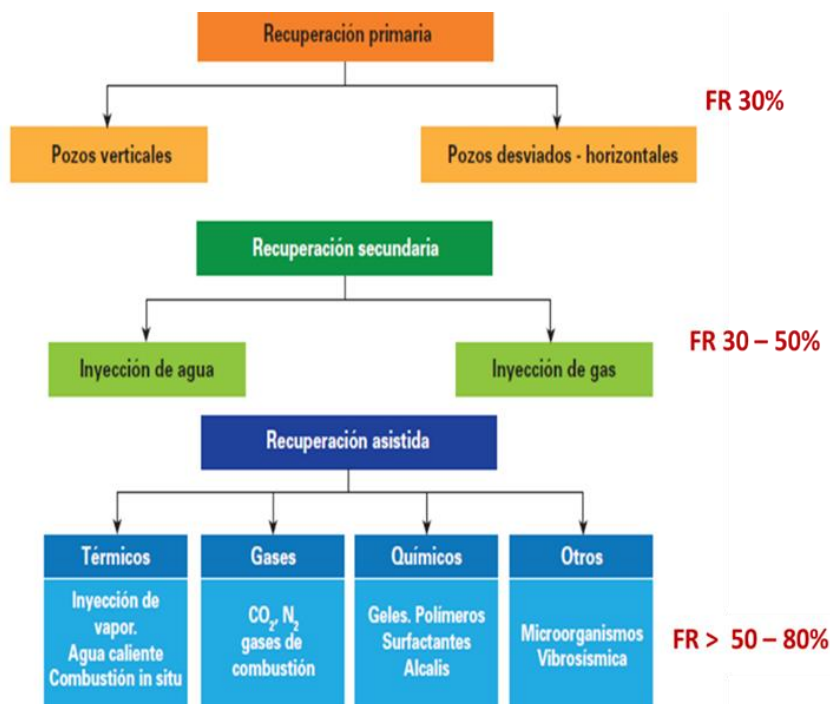 Recuperación primaria
FR 30%
Pozos verticales
Pozos desviados - horizontales
Recuperación secundaria
FR 30 – 50%
Inyección de agua
Inyección de gas
Recuperación asistida
Térmicos
Inyección de
vapor.
Agua caliente
Combustión in situ
Gases
CO₂, N₂
gases de
combustión
Químicos
Geles. Polímeros
Surfactantes
Alcalis
Otros
Microorganismos
Vibrosísmica
FR > 50 – 80%